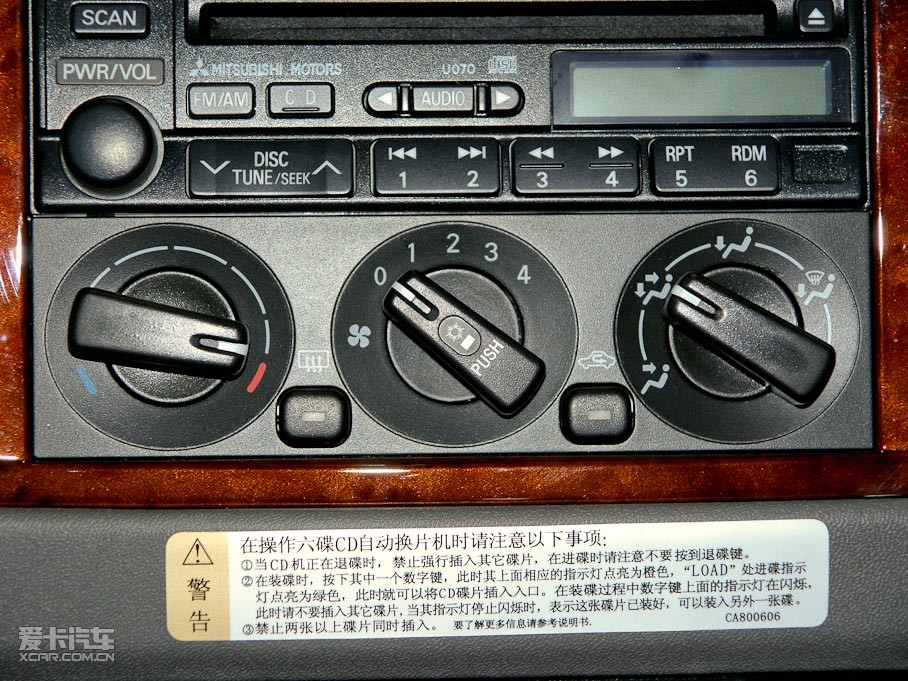 SCAN
PWR/VOL
MITSUBISHI MOTORS
U070
FM/AM
CD
AUDIO
DISC
TUNE/SEEK
1
2
3
4
RPT
5
RDM
6
0
1
2
3
4
PUSH
在操作六碟CD自动换片机时请注意以下事项:
①当CD机正在退碟时，禁止强行插入其它碟片，在进碟时请注意不要按到退碟键。
②在装碟时，按下其中一个数字键，此时其上面相应的指示灯点亮为橙色，“LOAD”处进碟指示
灯点亮为绿色，此时就可以将CD碟片插入入口。在装碟过程中数字键上面的指示灯在闪烁，
此时请不要插入其它碟片,当其指示灯停止闪烁时，表示这张碟片已装好，可以装入另外一张碟。
③禁止两张以上碟片同时插入。 要了解更多信息请参考说明书.
CA800606
警
告
爱卡汽车
XCAR.COM.CN